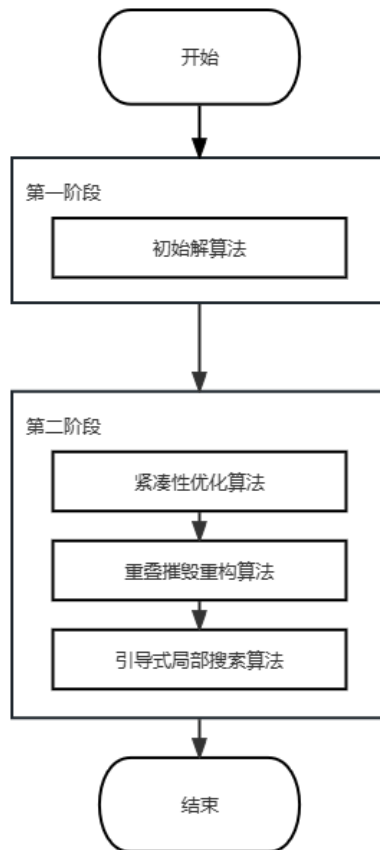 开始
第一阶段
初始解算法
第二阶段
紧凑性优化算法
重叠摧毁重构算法
引导式局部搜索算法
结束